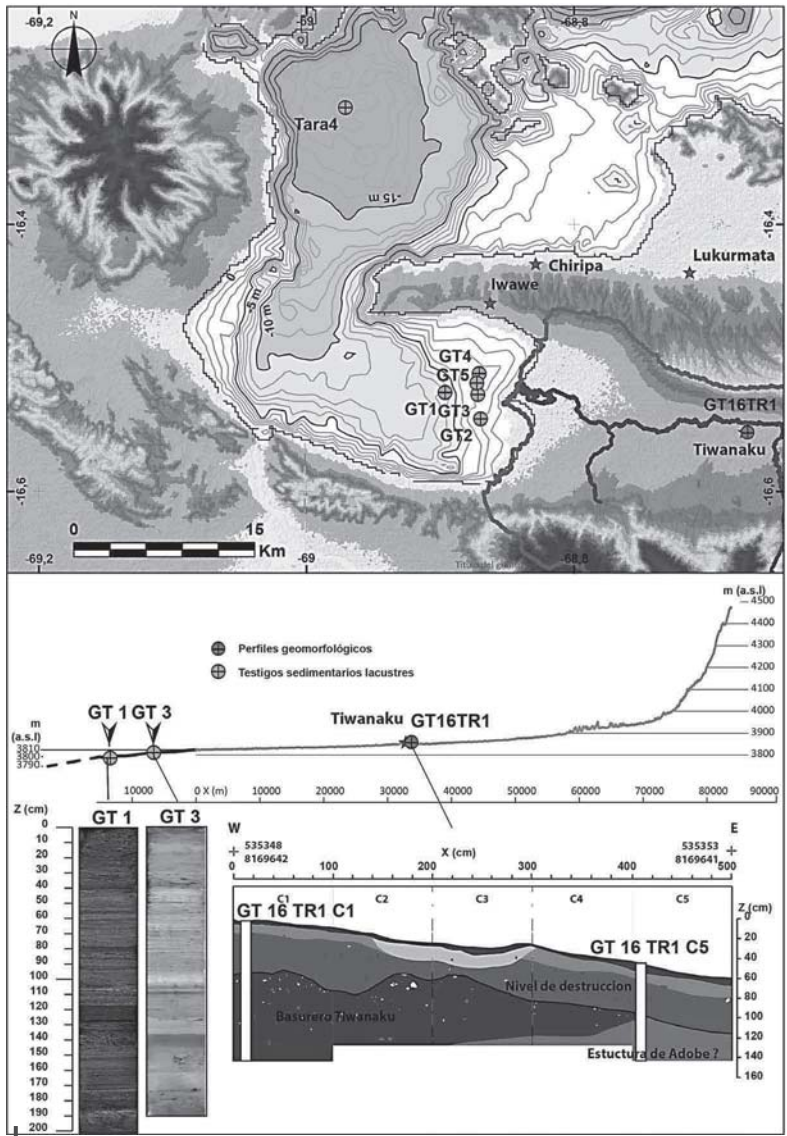 -69,2
-69
-68,8
N
Tara4
-15 m
-16,4
-16,4
Chiripa
Lukurmata
Iwawe
0
-5 m
-10 m
GT4
GT5
GT1 GT3
GT2
GT16TR1
Tiwanaku
-16,6
-16,6
0 15
Km
-69,2
-69
-68,8
m (a.s.l)
4500
4400
4300
4200
4100
4000
3900
3800
Perfiles geomorfológicos
Testigos sedimentarios lacustres
GT 1 GT 3
Tiwanaku GT16TR1
m
(a.s.l)
3810
3800
3790
10000 0 X (m) 10000 20000 30000 40000 50000 60000 70000 80000 90000
Z (cm) GT 1 GT 3
0
10
20
30
40
50
60
70
80
90
100
110
120
130
140
150
160
170
180
190
200
W E
535348
8169642
535353
8169641
X (cm)
0 100 200 300 400 500
C1 C2 C3 C4 C5
Z (cm)
GT 16 TR1 C1
GT 16 TR1 C5
Nivel de destruccion
Basurero Tiwanaku
Estuctura de Adobe ?
0
20
40
60
80
100
120
140
160